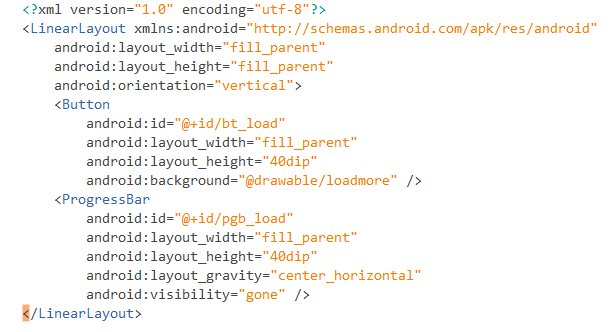 <?xml version="1.0" encoding="utf-8"?>
<LinearLayout xmlns:android="http://schemas.android.com/apk/res/android"
    android:layout_width="fill_parent"
    android:layout_height="fill_parent"
    android:orientation="vertical">
    <Button
        android:id="@+id/bt_load"
        android:layout_width="fill_parent"
        android:layout_height="40dip"
        android:background="@drawable/loadmore" />
    <ProgressBar
        android:id="@+id/pgb_load"
        android:layout_width="fill_parent"
        android:layout_height="40dip"
        android:layout_gravity="center_horizontal"
        android:visibility="gone" />
</LinearLayout>